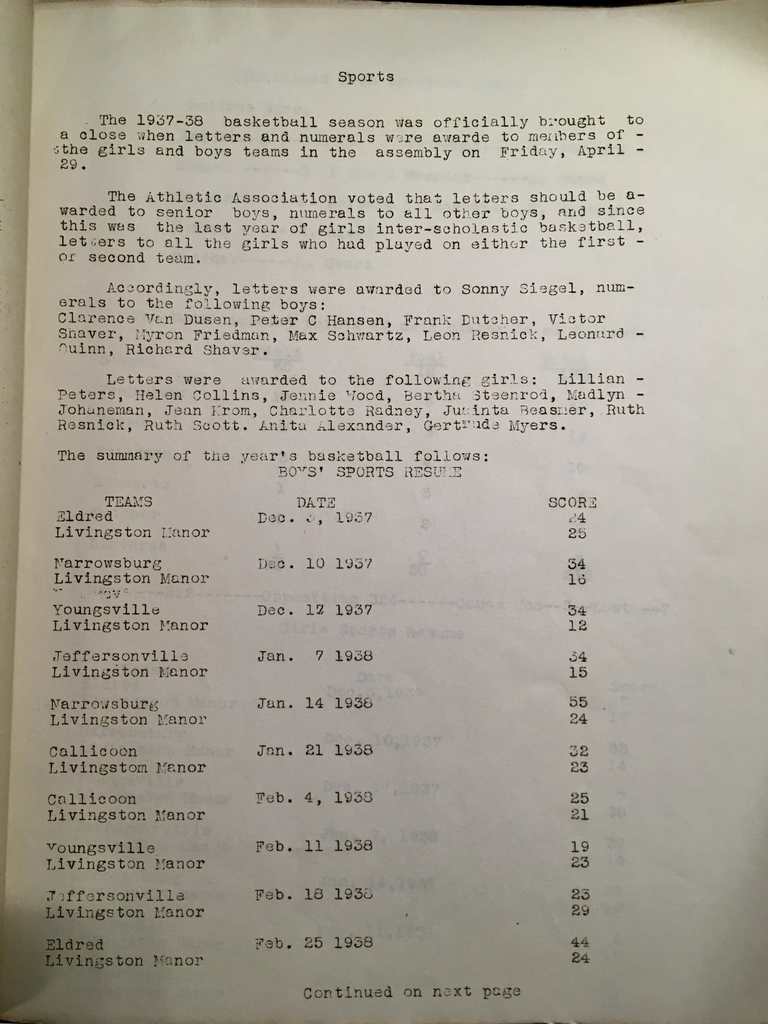 Sports
The 1937-38 basketball season was officially brought to
a close when letters and numerals were awarde to members of -
sthe girls and boys teams in the assembly on Friday, April -
29.
The Athletic Association voted that letters should be a-
warded to senior boys, numerals to all other boys, and since
this was the last year of girls inter-scholastic basketball,
letters to all the girls who had played on either the first -
or second team.
Accordingly, letters were awarded to Sonny Siegel, num-
erals to the following boys:
Clarence Van Dusen, Peter C Hansen, Frank Dutcher, Victor
Shaver, Myron Friedman, Max Schwartz, Leon Resnick, Leonard -
Quinn, Richard Shaver.
Letters were awarded to the following girls: Lillian -
Peters, Helen Collins, Jennie Wood, Bertha Steenrod, Madlyn -
Johaneman, Jean Krom, Charlotte Radney, Beasmer, Ruth
Resnick, Ruth Scott. Anita Alexander, Gertrude Myers.
The summary of the year's basketball follows:
BOYS' SPORTS RESUME
TEAMS DATE SCORE
Eldred Dec. 1937 24
Livingston Manor 25
Narrowsburg Dec. 10 1937 34
Livingston Manor 16
Youngsville Dec. 12 1937 34
Livingston Manor 12
Jeffersonville Jan. 7 1938 34
Livingston Manor 15
Narrowsburg Jan. 14 1938 55
Livingston Manor 24
Callicoon Jan. 21 1938 32
Livingstom Manor 23
Callicoon Feb. 4, 1938 25
Livingston Manor 21
Youngsville Feb. 11 1938 19
Livingston Manor 23
Jeffersonville Feb. 18 1938 23
Livingston Manor 29
Eldred Feb. 25 1938 44
Livingston Manor 24
Continued on next page